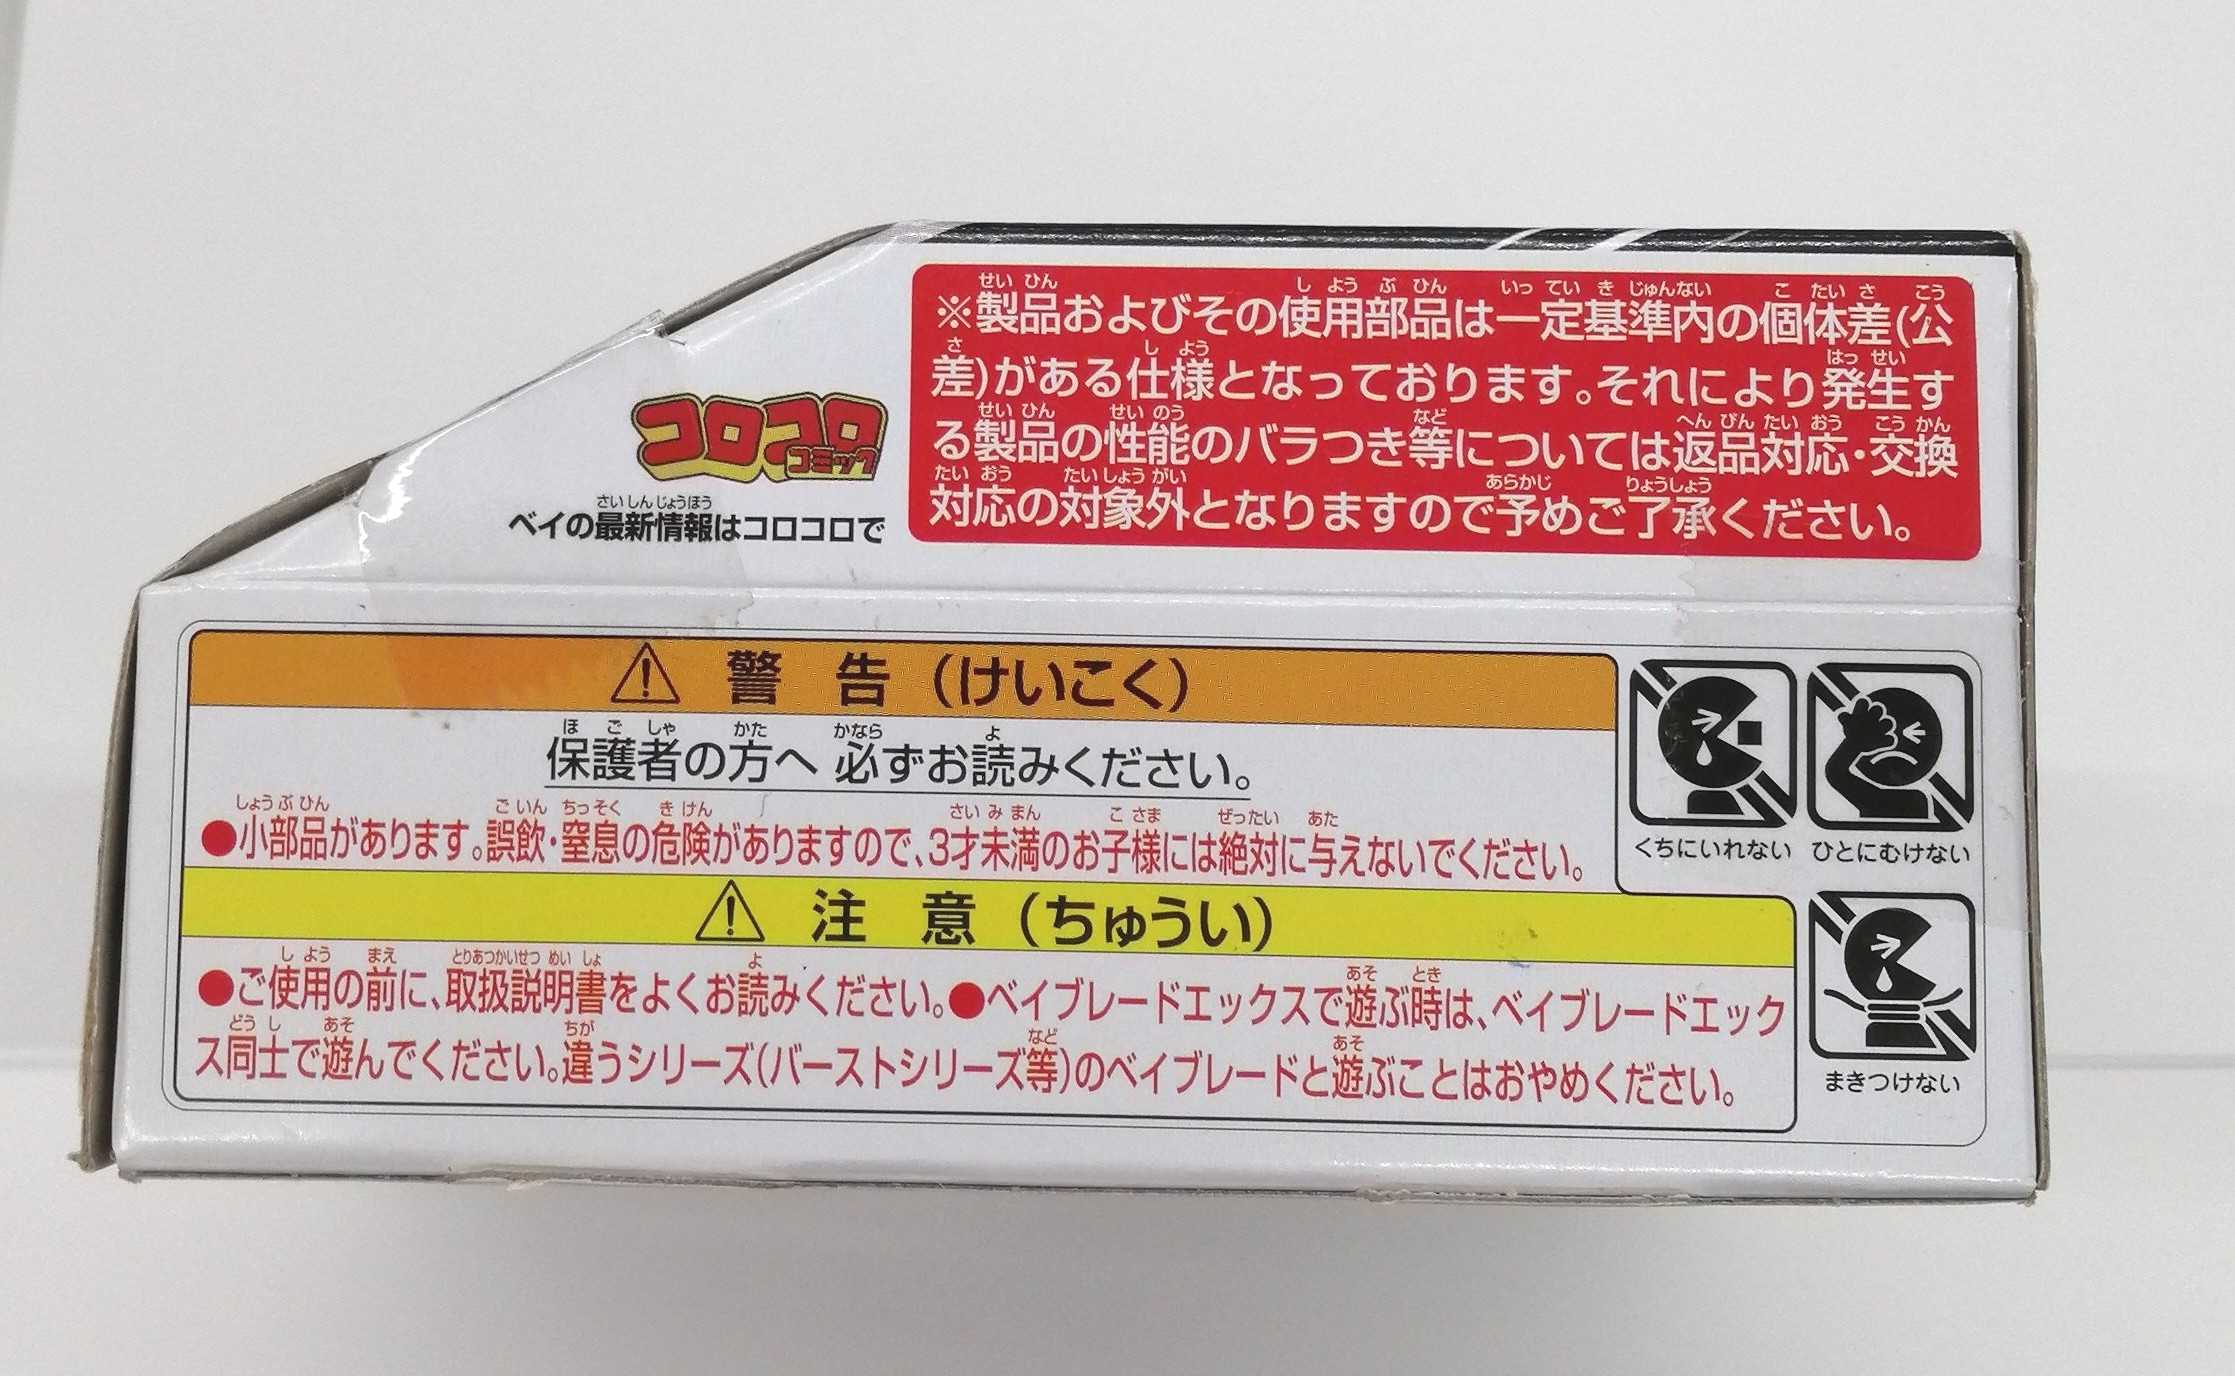 ※製品およびその使用部品は一定基準内の個体差(公
差)がある仕様となっております。それにより発生す
る製品の性能のバラつき等については返品対応・交換
対応の対象外となりますので予めご了承ください。
コロコロ
コミック
ベイの最新情報はコロコロで
⚠ 警告（けいこく）
保護者の方へ 必ずお読みください。
●小部品があります。誤飲・窒息の危険がありますので、3才未満のお子様には絶対に与えないでください。
くちにいれない ひとにむけない
⚠ 注意（ちゅうい）
●ご使用の前に、取扱説明書をよくお読みください。●ベイブレードエックスで遊ぶ時は、ベイブレードエック
ス同士で遊んでください。違うシリーズ(バーストシリーズ等)のベイブレードと遊ぶことはおやめください。
まきつけない